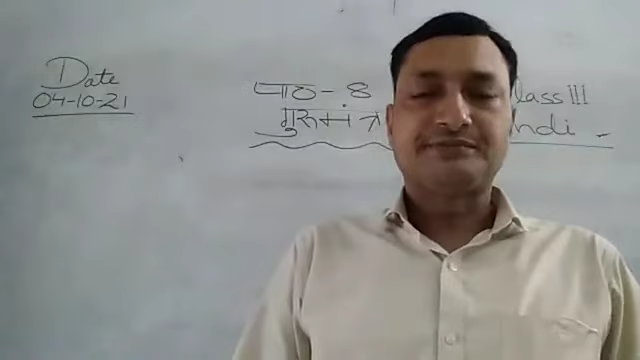 Date
04-10-21
पाठ - 8
lass III
गुरुमंत्र
ndi -